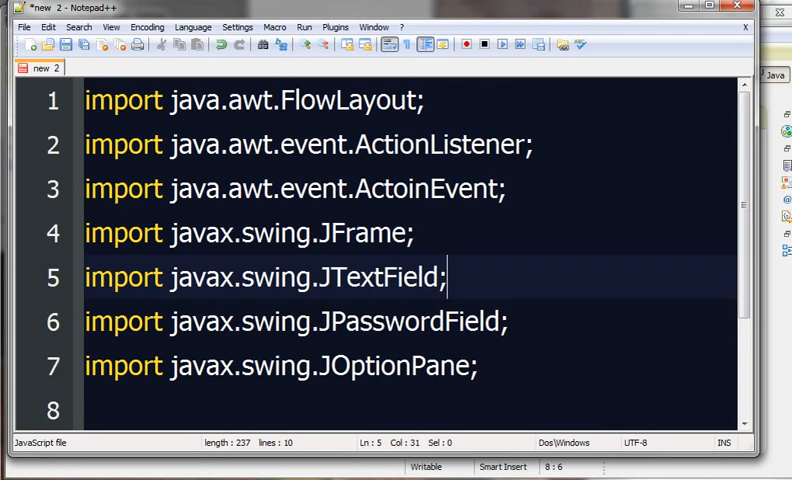 *new 2 - Notepad++
File Edit Search View Encoding Language Settings Macro Run Plugins Window ? X
new 2
Java
1 import java.awt.FlowLayout;
2 import java.awt.event.ActionListener;
3 import java.awt.event.ActoinEvent;
4 import javax.swing.JFrame;
5 import javax.swing.JTextField;
6 import javax.swing.JPasswordField;
7 import javax.swing.JOptionPane;
8
JavaScript file length : 237 lines : 10 Ln : 5 Col : 31 Sel : 0 Dos\Windows UTF-8 INS
Writable Smart Insert 8 : 6